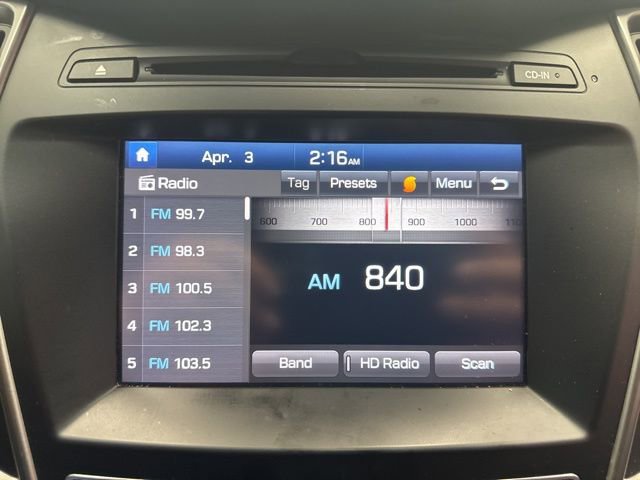 CD-IN
Apr. 3 2:16 AM
Radio Tag Presets Menu
1 FM 99.7
2 FM 98.3
3 FM 100.5
4 FM 102.3
5 FM 103.5
600 700 800 900 1000
AM 840
Band HD Radio Scan